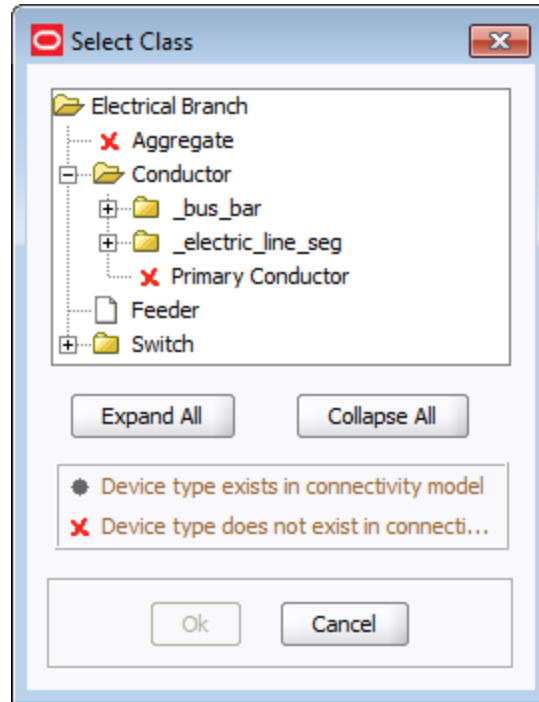 Select Class
Electrical Branch
Aggregate
Conductor
_bus_bar
_electric_line_seg
Primary Conductor
Feeder
Switch
Expand All Collapse All
Device type exists in connectivity model
Device type does not exist in connecti...
Ok Cancel